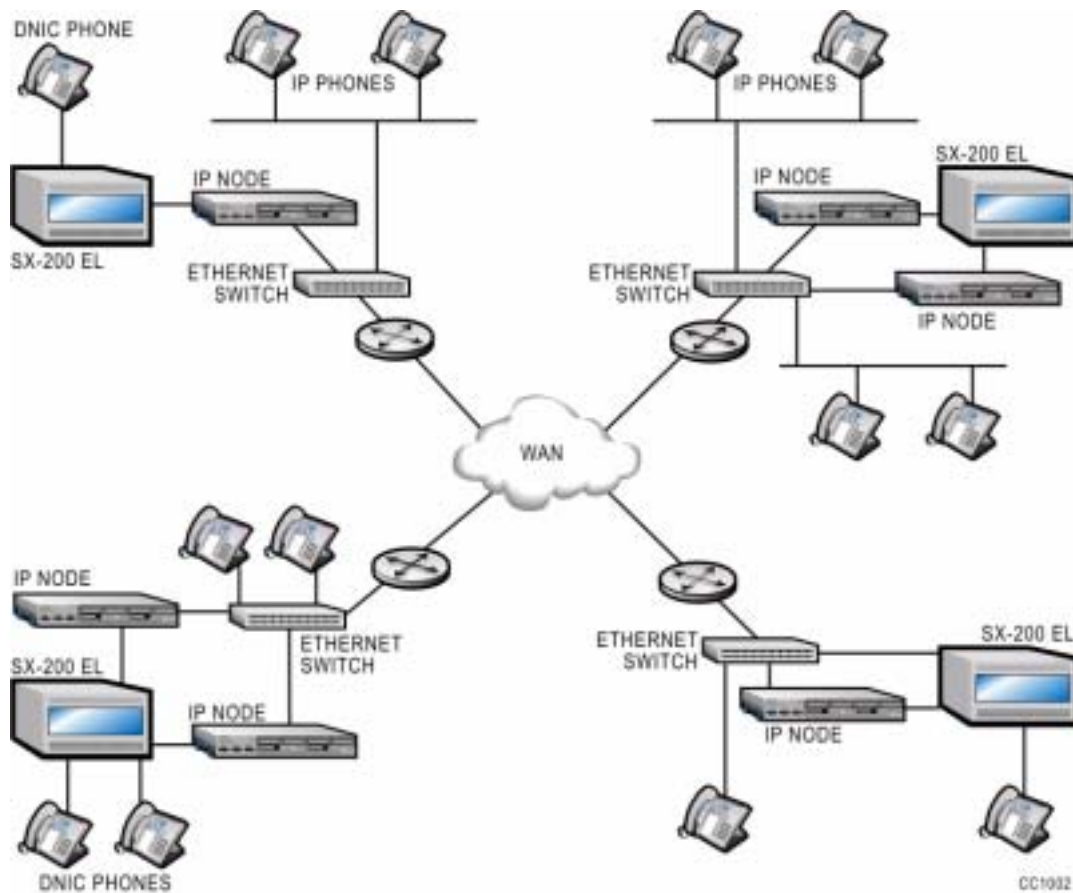 DNIC PHONE
IP PHONES
IP PHONES
SX-200 EL
IP NODE
IP NODE
SX-200 EL
ETHERNET
SWITCH
ETHERNET
SWITCH
IP NODE
WAN
IP NODE
ETHERNET
SWITCH
ETHERNET
SWITCH
SX-200 EL
SX-200 EL
IP NODE
IP NODE
DNIC PHONES
CC1002